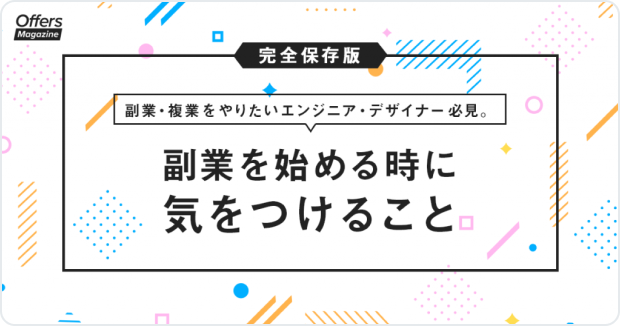 Offers
Magazine
完全保存版
副業・複業をやりたいエンジニア・デザイナー必見。
副業を始める時に
気をつけること